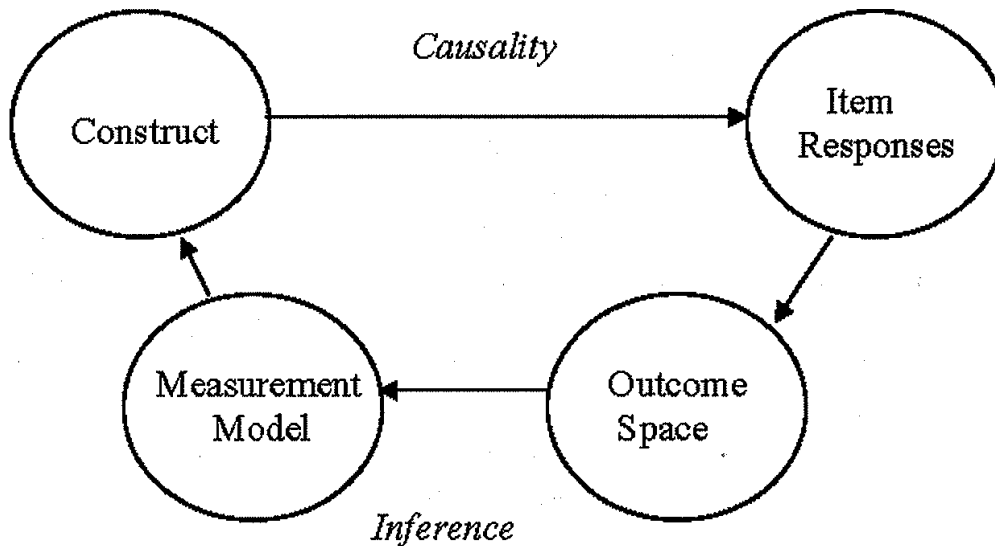 Causality
Construct
Item
Responses
Measurement
Model
Outcome
Space
Inference